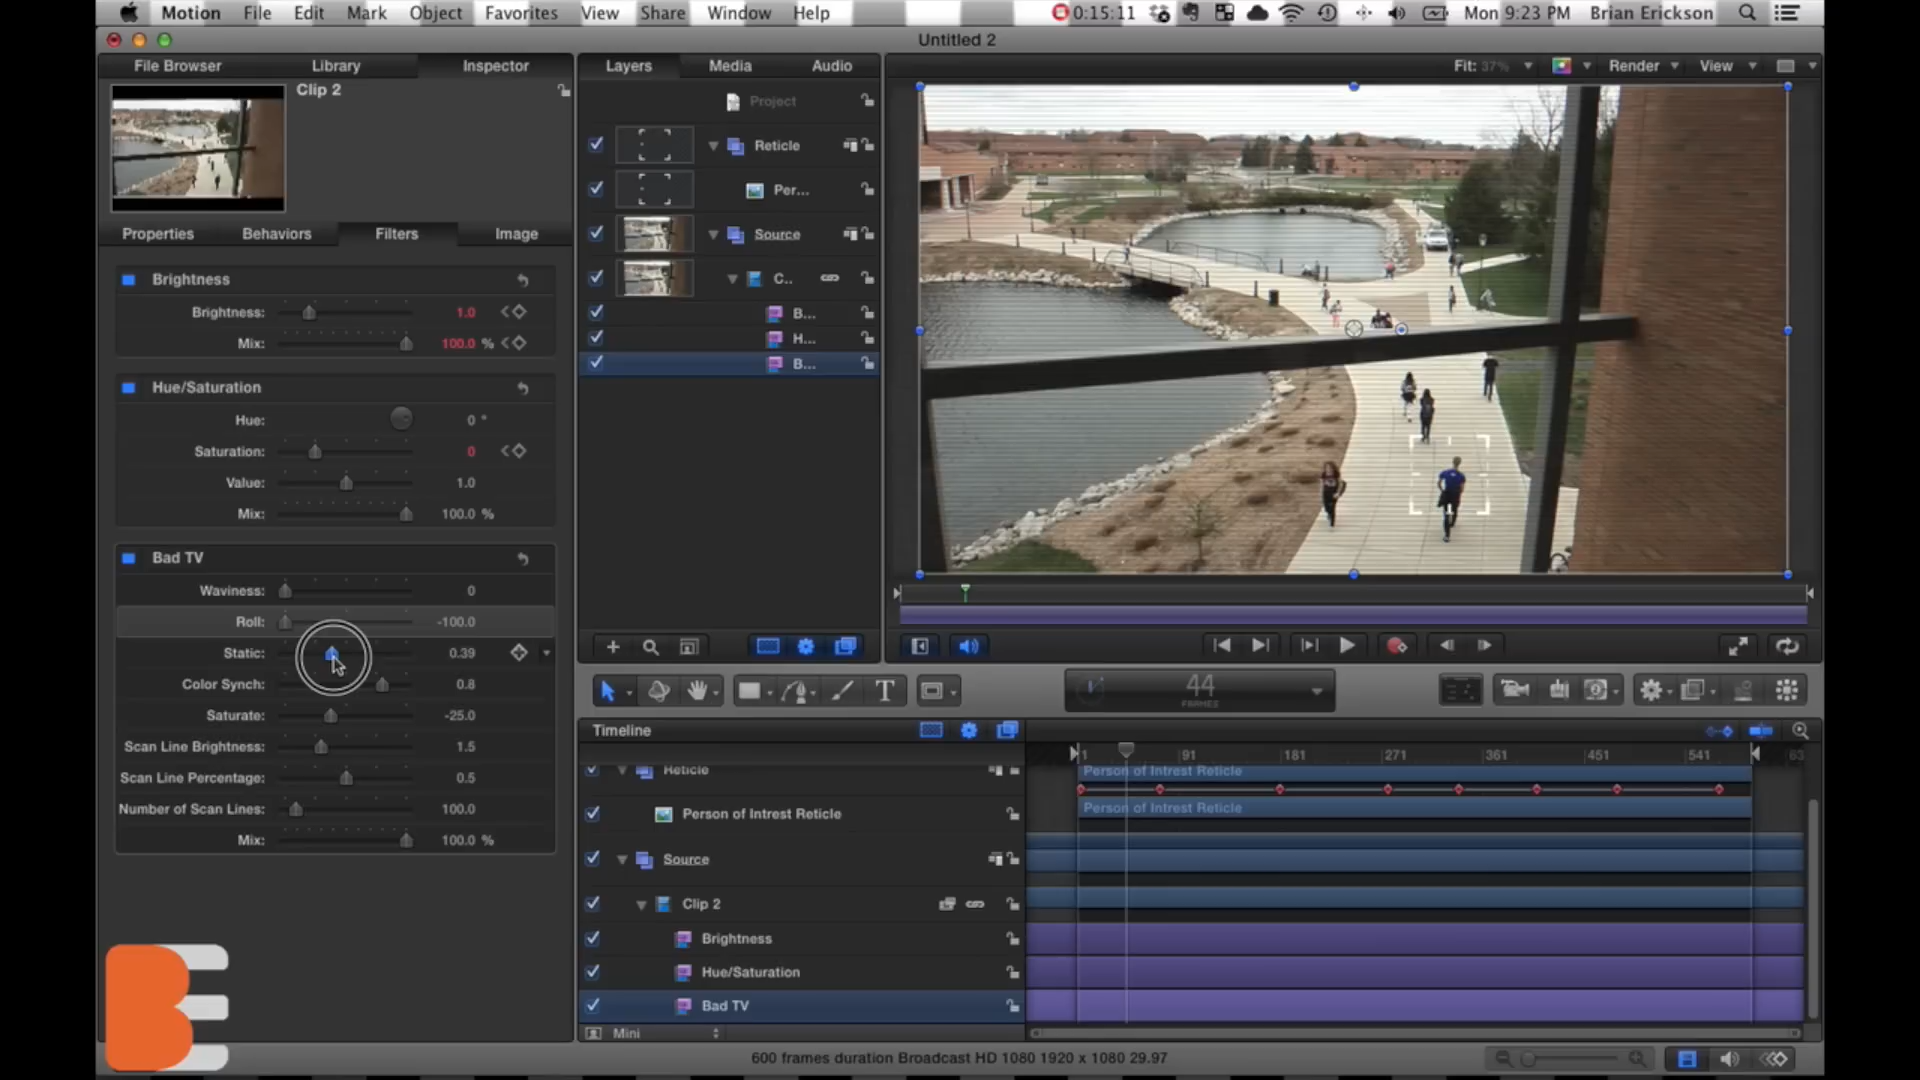 Motion File Edit Mark Object Favorites View Share Window Help 0:15:11 Mon 9:23 PM Brian Erickson
Untitled 2
File Browser Library Inspector
Layers Media Audio
Fit: 37% Render View
Clip 2
Project
Reticle
Per...
Source
C..
B...
H...
B...
Properties Behaviors Filters Image
Brightness
Brightness: 1.0
Mix: 100.0 %
Hue/Saturation
Hue: 0 °
Saturation: 0
Value: 1.0
Mix: 100.0 %
Bad TV
Waviness: 0
Roll: -100.0
Static: 0.39
Color Synch: 0.8
Saturate: -25.0
Scan Line Brightness: 1.5
Scan Line Percentage: 0.5
Number of Scan Lines: 100.0
Mix: 100.0 %
T
44
FRAMES
Timeline
1 91 181 271 361 451 541 63
Reticle
Person of Intrest Reticle
Person of Intrest Reticle
Person of Intrest Reticle
Source
Clip 2
Brightness
Hue/Saturation
Bad TV
Mini
600 frames duration Broadcast HD 1080 1920 x 1080 29.97
BE